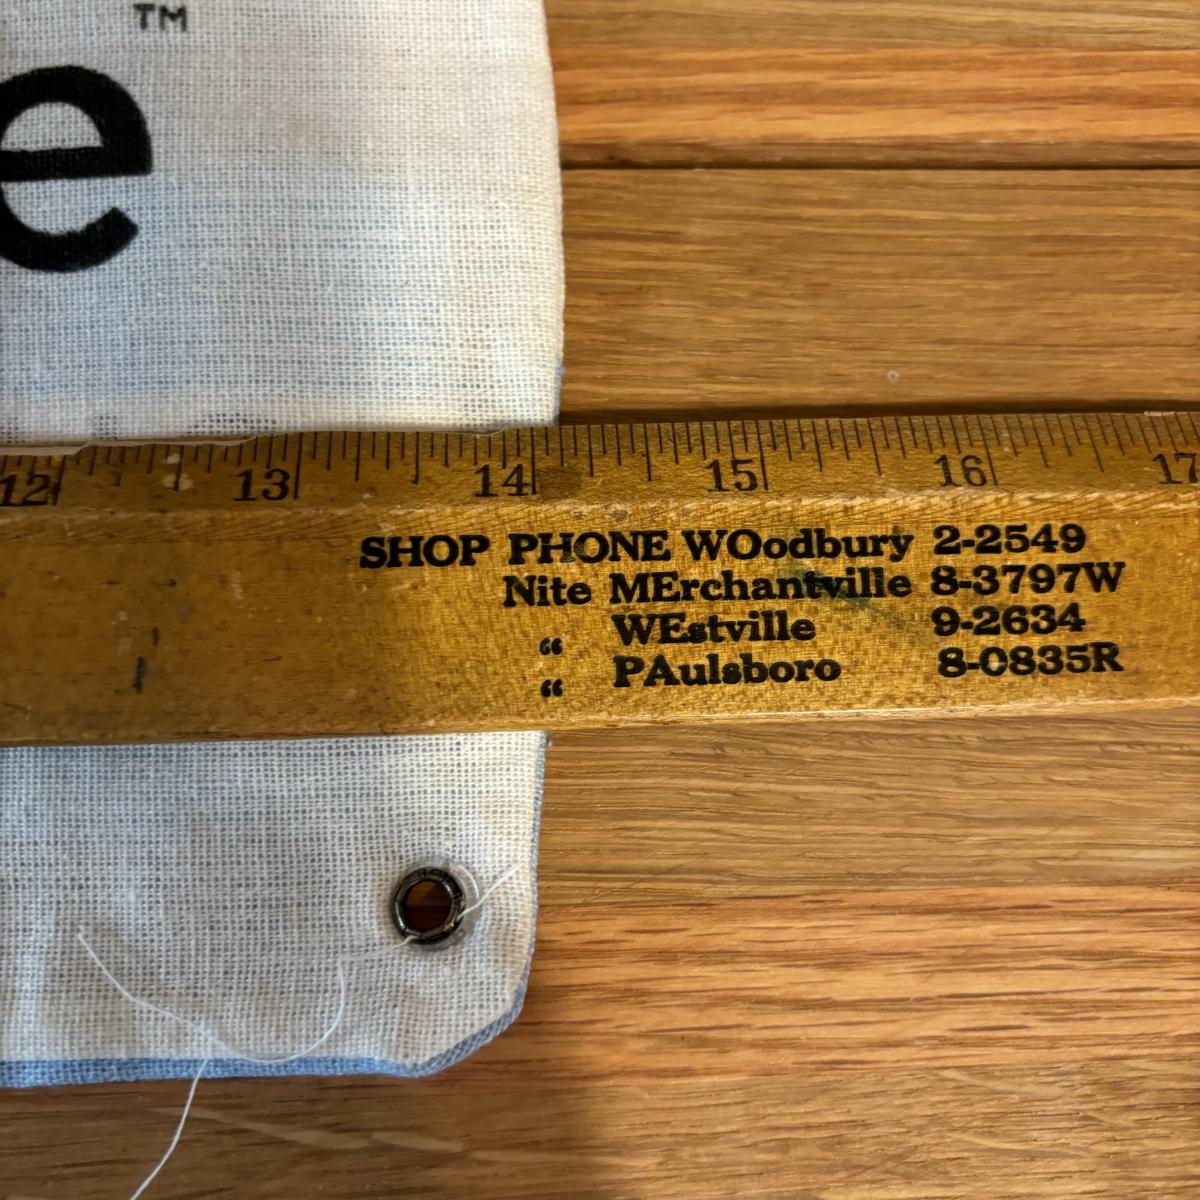 TM
e
12 13 14 15 16 17
SHOP PHONE WOodbury 2-2549
Nite MErchantville 8-3797W
“ WEstville 9-2634
“ PAulsboro 8-0835R